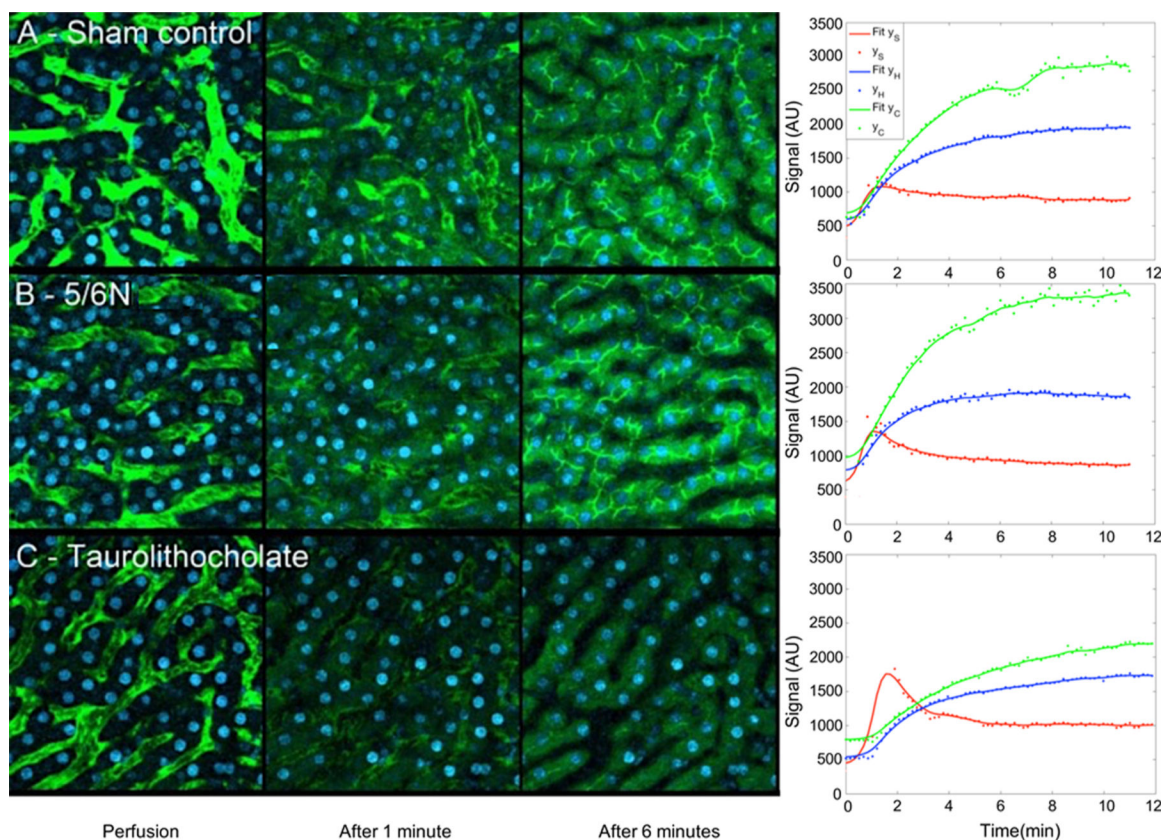 A - Sham control
B - 5/6N
C - Taurolithocholate
Perfusion
After 1 minute
After 6 minutes
3500
3000
2500
2000
1500
1000
500
0
Signal (AU)
Fit yS
yS
Fit yH
yH
Fit yC
yC
0 2 4 6 8 10 12
3500
3000
2500
2000
1500
1000
500
0
Signal (AU)
0 2 4 6 8 10 12
3500
3000
2500
2000
1500
1000
500
0
Signal (AU)
0 2 4 6 8 10 12
Time(min)